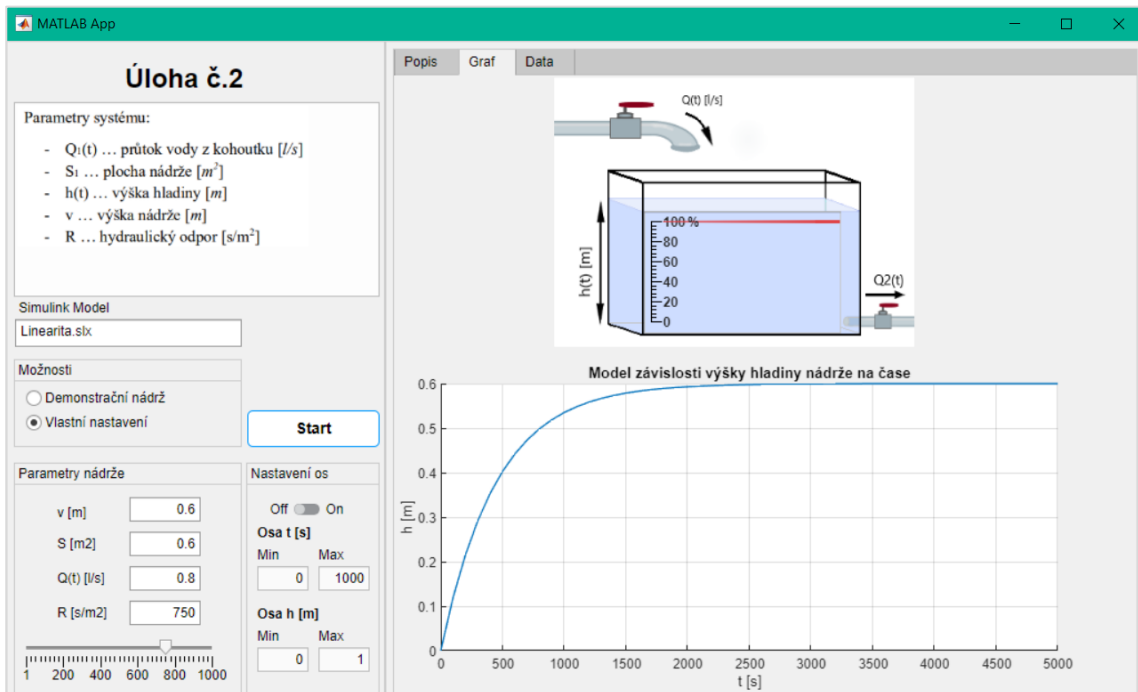 MATLAB App
Úloha č.2
Parametry systému:
- Q1(t) … průtok vody z kohoutku [l/s]
- S1 … plocha nádrže [m²]
- h(t) … výška hladiny [m]
- v … výška nádrže [m]
- R … hydraulický odpor [s/m²]
Simulink Model
Linearita.slx
Možnosti
Demonstrační nádrž
Vlastní nastavení
Start
Parametry nádrže
v [m] 0.6
S [m2] 0.6
Q(t) [l/s] 0.8
R [s/m2] 750
1 200 400 600 800 1000
Nastavení os
Off On
Osa t [s]
Min Max
0 1000
Osa h [m]
Min Max
0 1
Popis Graf Data
Q(t) [l/s]
100 %
80
60
40
20
0
h(t) [m]
Q2(t)
Model závislosti výšky hladiny nádrže na čase
0.6
0.5
0.4
0.3
0.2
0.1
0
h [m]
0 500 1000 1500 2000 2500 3000 3500 4000 4500 5000
t [s]